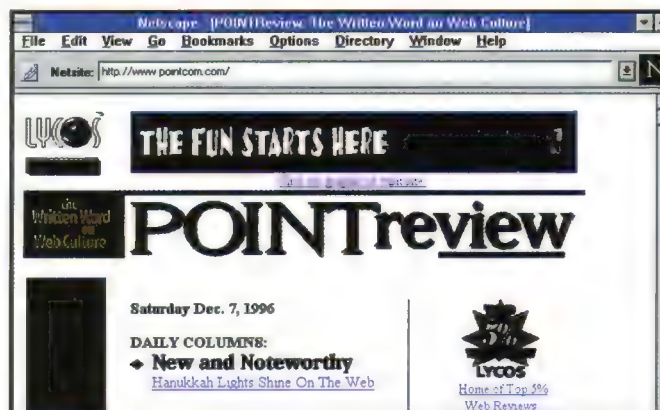 Netscape - [POINTReview: The Written Word on Web Culture]
File Edit View Go Bookmarks Options Directory Window Help
Netsite: http://www.pointcom.com/
N
LYCOS
THE FUN STARTS HERE
the
Written Word
on
Web Culture
POINTreview
Saturday Dec. 7, 1996
DAILY COLUMNS:
New and Noteworthy
Hanukkah Lights Shine On The Web
5%
LYCOS
Home of Top 5%
Web Reviews